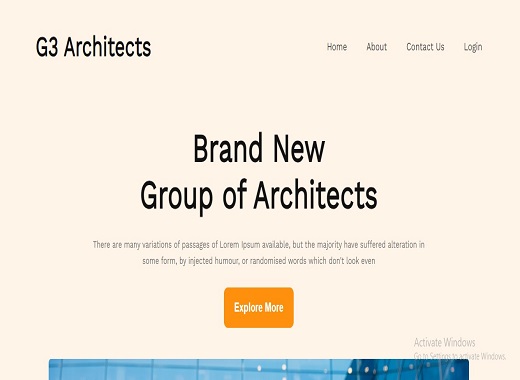 G3 Architects
Home About Contact Us Login
Brand New
Group of Architects
There are many variations of passages of Lorem Ipsum available, but the majority have suffered alteration in
some form, by injected humour, or randomised words which don't look even
Explore More
Activate Windows
Go to Settings to activate Windows.